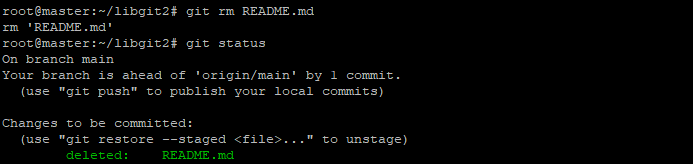 root@master:~/libgit2# git rm README.md
rm 'README.md'
root@master:~/libgit2# git status
On branch main
Your branch is ahead of 'origin/main' by 1 commit.
  (use "git push" to publish your local commits)

Changes to be committed:
  (use "git restore --staged <file>..." to unstage)
        deleted:    README.md